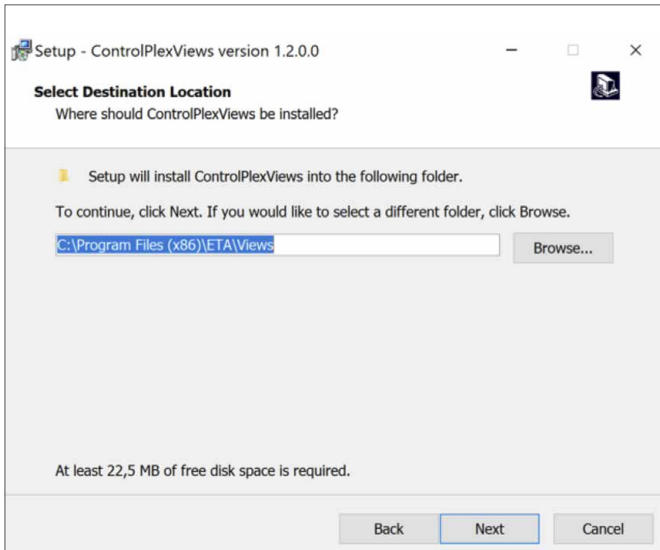 Setup - ControlPlexViews version 1.2.0.0
Select Destination Location
Where should ControlPlexViews be installed?
Setup will install ControlPlexViews into the following folder.
To continue, click Next. If you would like to select a different folder, click Browse.
C:\Program Files (x86)\ETA\Views
Browse...
At least 22,5 MB of free disk space is required.
Back Next Cancel